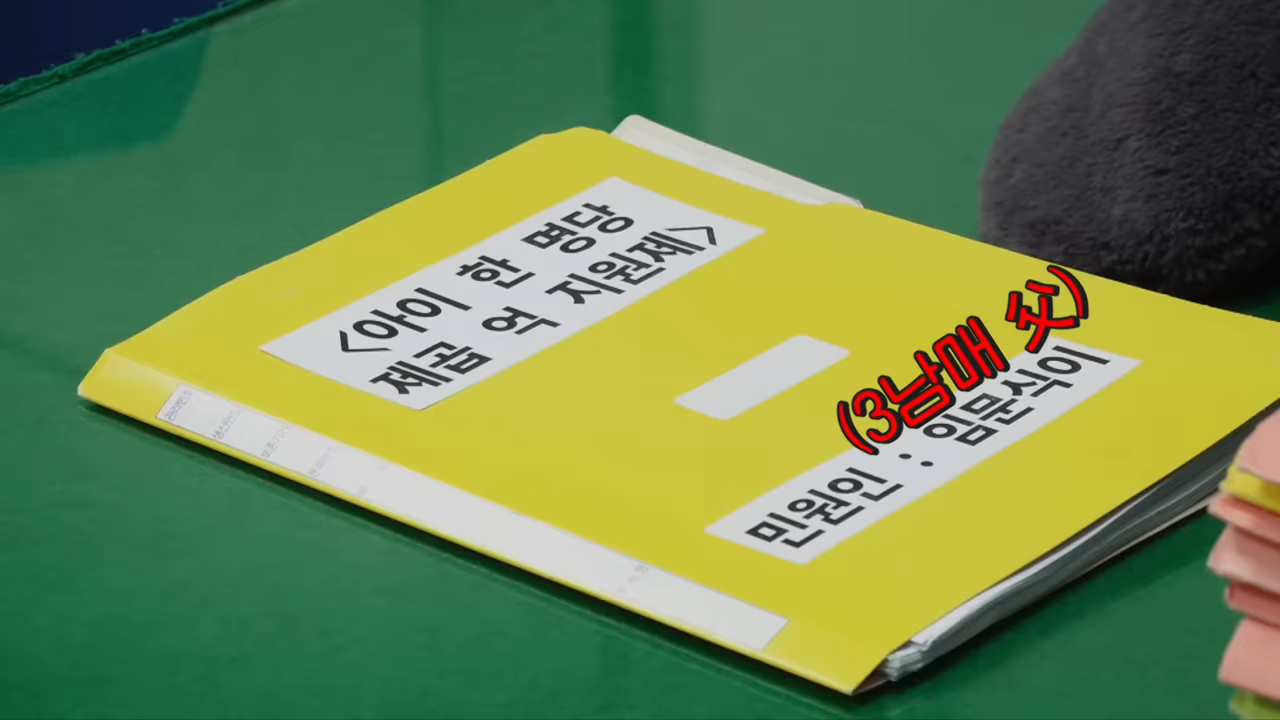 <아이 한 명당
제곱 억 지원제>
(3남매 父)
민원인 : 임문식이